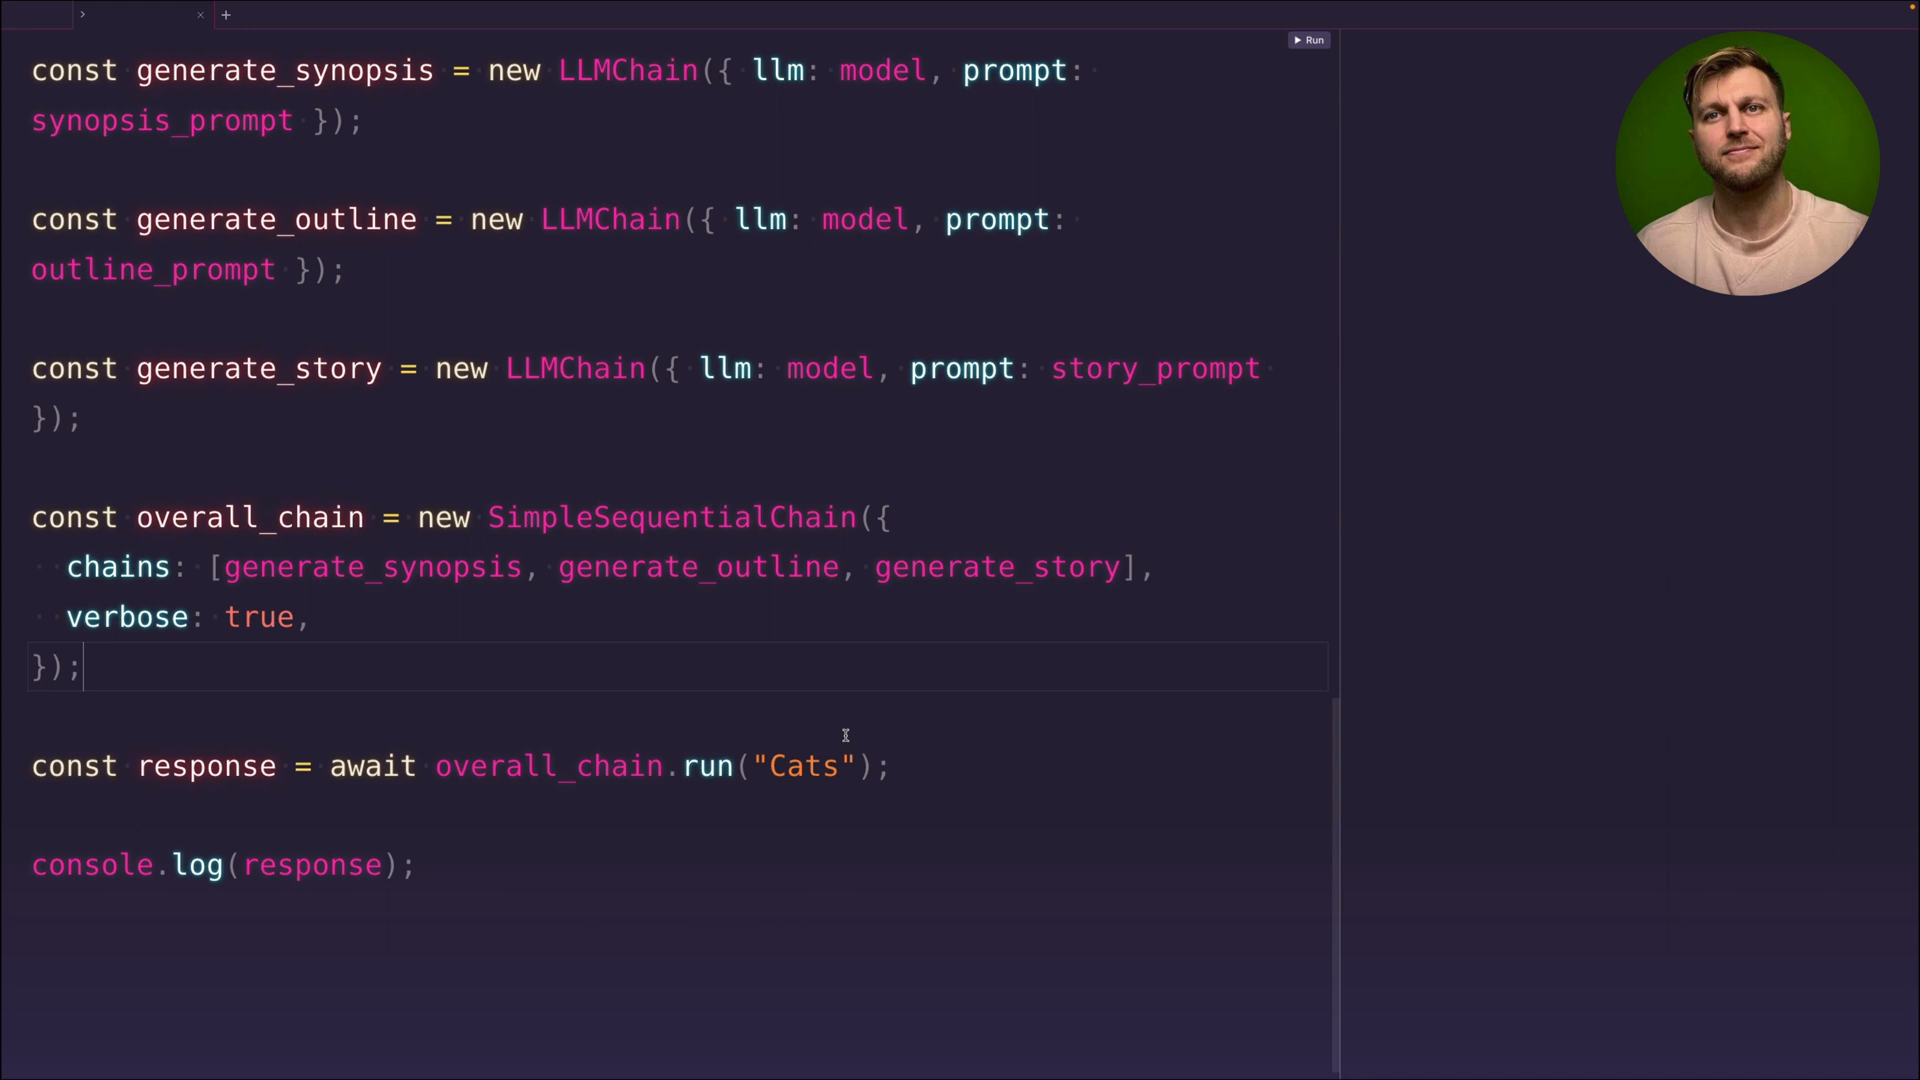 Run
const generate_synopsis = new LLMChain({ llm: model, prompt:
synopsis_prompt });
const generate_outline = new LLMChain({ llm: model, prompt:
outline_prompt });
const generate_story = new LLMChain({ llm: model, prompt: story_prompt
});
const overall_chain = new SimpleSequentialChain({
chains: [generate_synopsis, generate_outline, generate_story],
verbose: true,
});
const response = await overall_chain.run("Cats");
console.log(response);